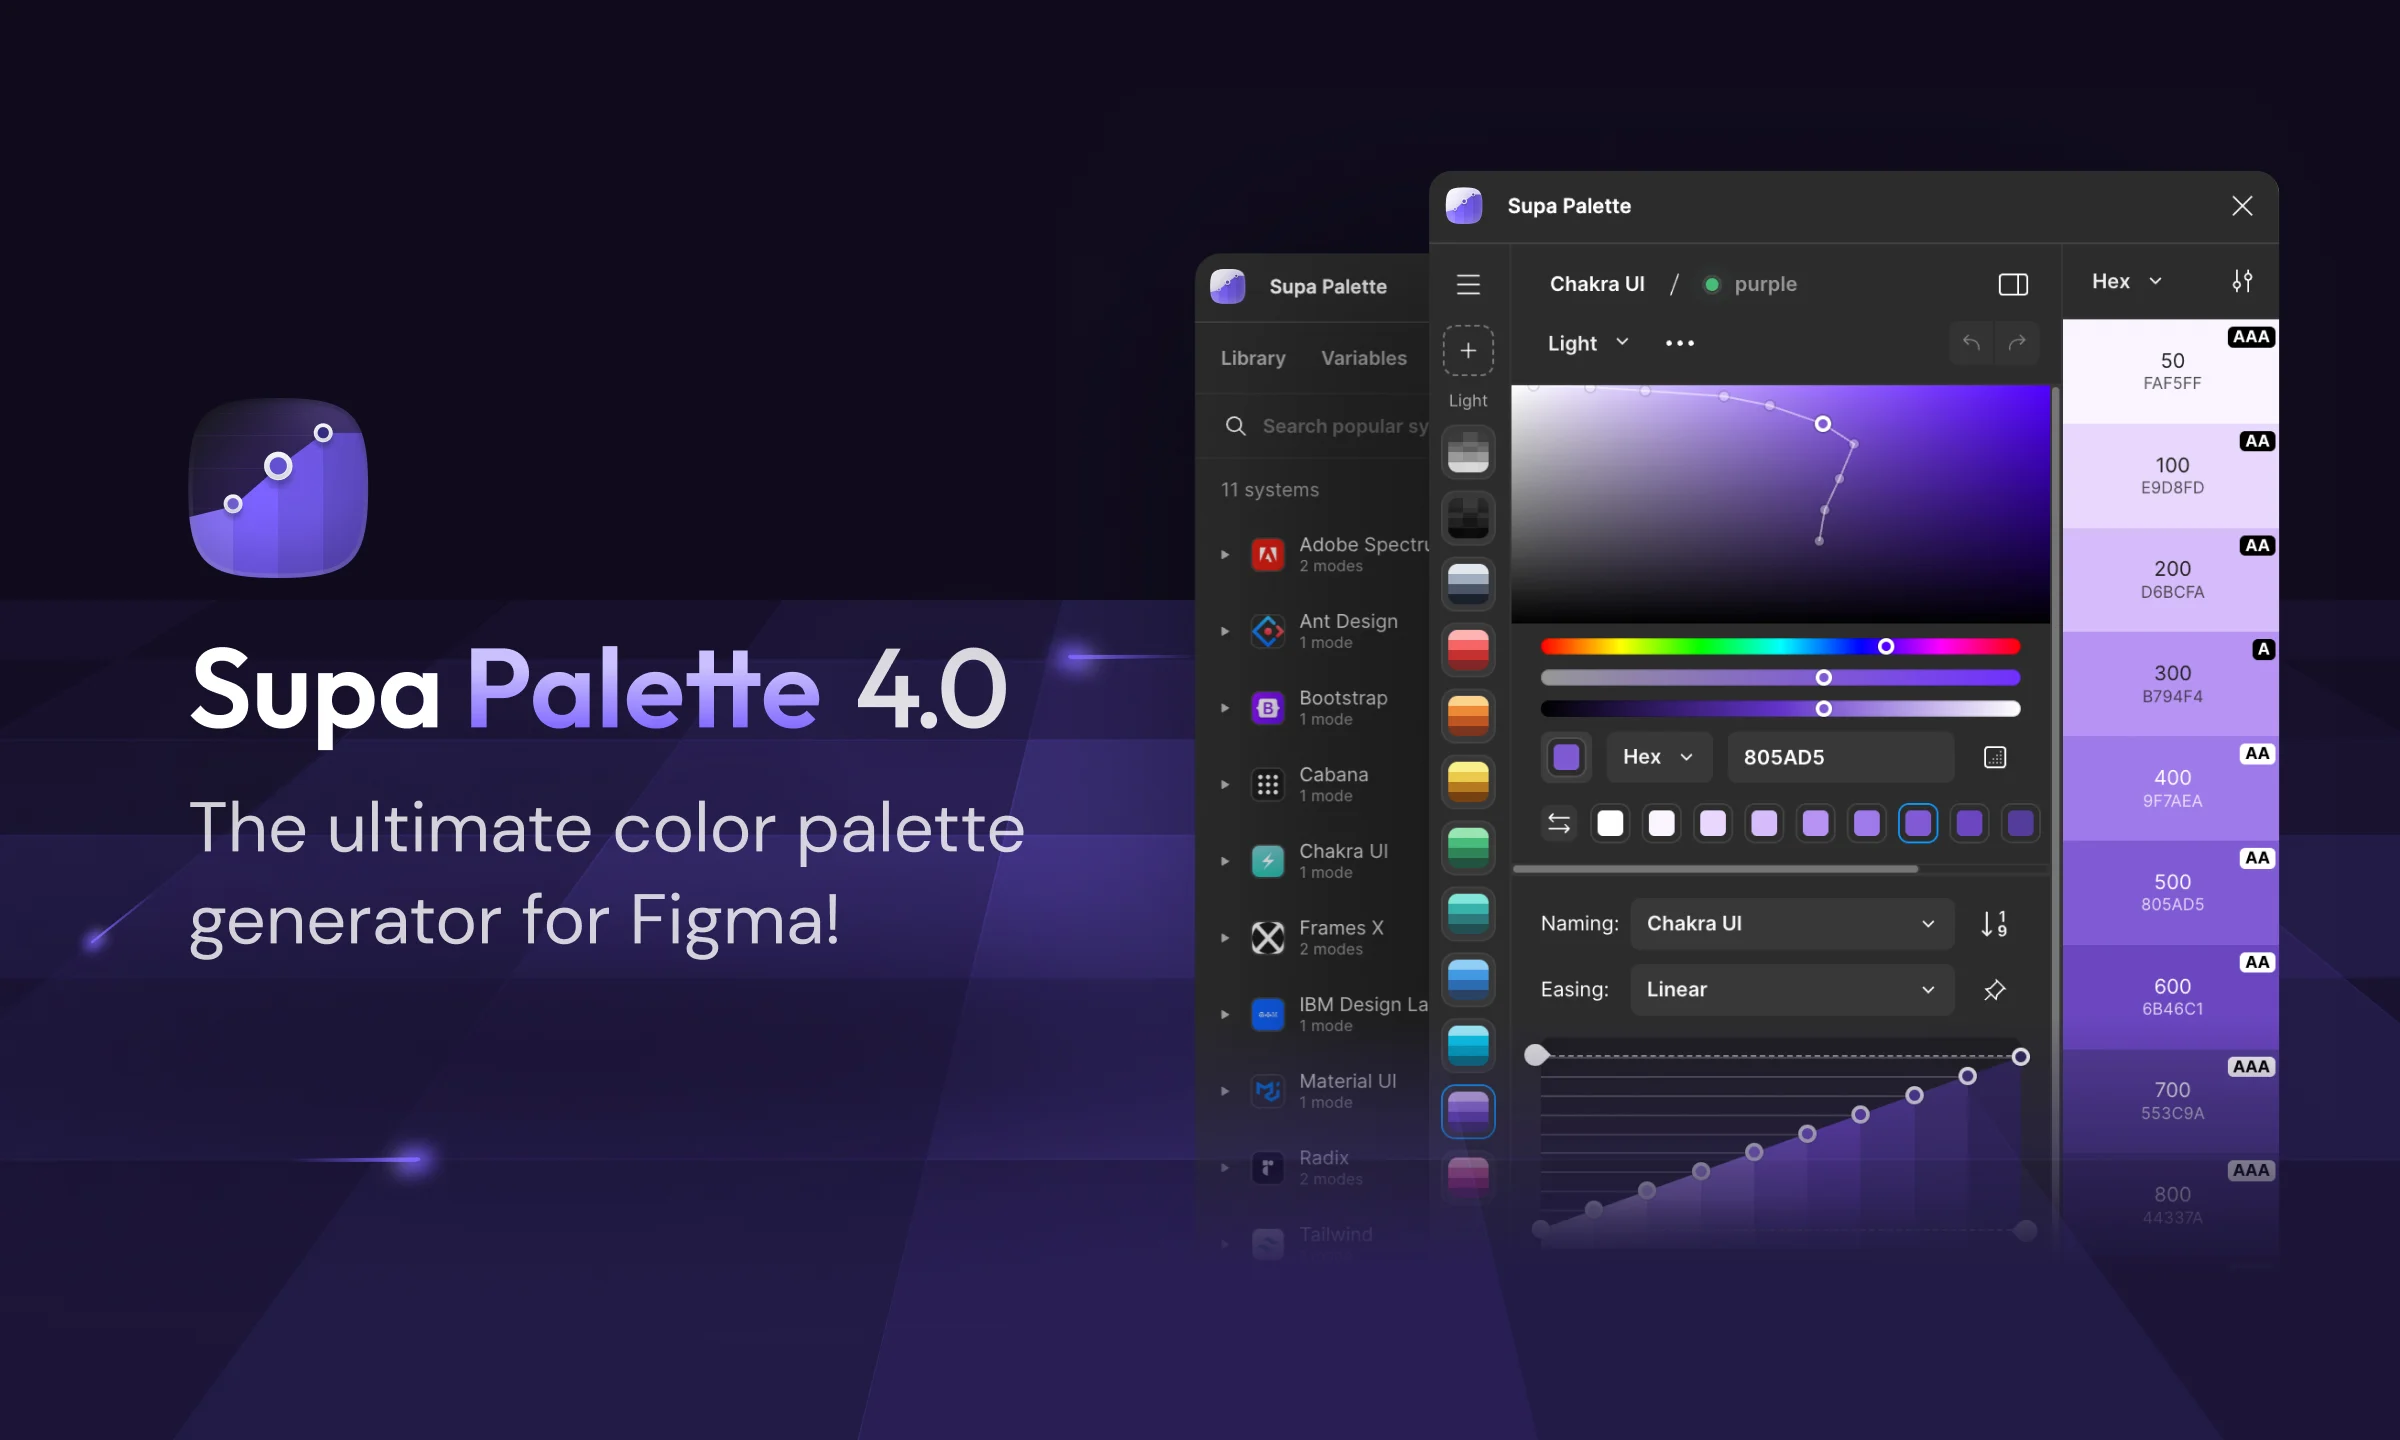 Supa Palette 4.0
The ultimate color palette
generator for Figma!
Supa Palette
Library Variables
Search popular sy
11 systems
Adobe Spectru
2 modes
Ant Design
1 mode
Bootstrap
1 mode
Cabana
1 mode
Chakra UI
1 mode
Frames X
2 modes
IBM Design La
1 mode
Material UI
1 mode
Radix
2 modes
Tailwind
Supa Palette
Light
Chakra UI / purple
Light
Hex 805AD5
Naming: Chakra UI
1
9
Easing: Linear
Hex
AAA
50
FAF5FF
AA
100
E9D8FD
AA
200
D6BCFA
A
300
B794F4
AA
400
9F7AEA
AA
500
805AD5
AA
600
6B46C1
AAA
700
553C9A
AAA
800
44337A